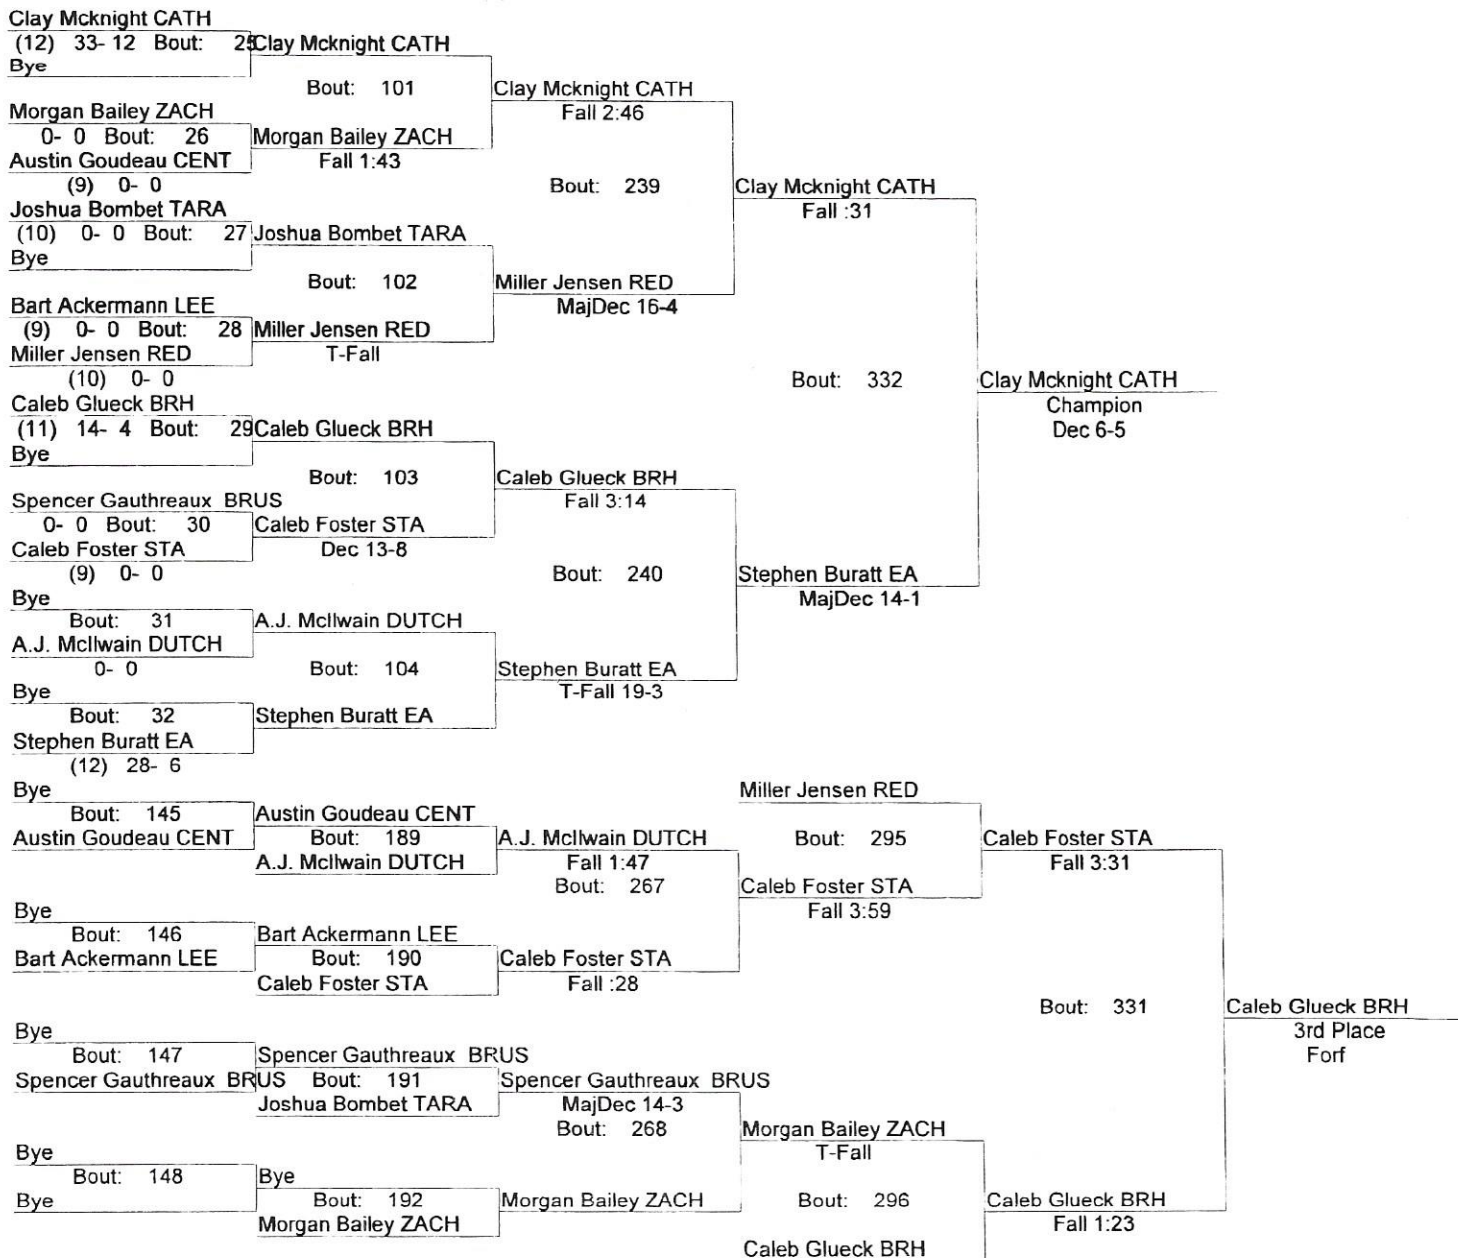 Clay Mcknight CATH
(12) 33- 12 Bout: 25 Clay Mcknight CATH
Bye
Bout: 101 Clay Mcknight CATH
Morgan Bailey ZACH Fall 2:46
0- 0 Bout: 26 Morgan Bailey ZACH
Austin Goudeau CENT Fall 1:43
(9) 0- 0 Bout: 239 Clay Mcknight CATH
Joshua Bombet TARA Fall :31
(10) 0- 0 Bout: 27 Joshua Bombet TARA
Bye
Bout: 102 Miller Jensen RED
Bart Ackermann LEE MajDec 16-4
(9) 0- 0 Bout: 28 Miller Jensen RED
Miller Jensen RED T-Fall
(10) 0- 0 Bout: 332 Clay Mcknight CATH
Caleb Glueck BRH Champion
(11) 14- 4 Bout: 29 Caleb Glueck BRH Dec 6-5
Bye
Bout: 103 Caleb Glueck BRH
Spencer Gauthreaux BRUS Fall 3:14
0- 0 Bout: 30 Caleb Foster STA
Caleb Foster STA Dec 13-8
(9) 0- 0 Bout: 240 Stephen Buratt EA
Bye MajDec 14-1
Bout: 31 A.J. McIlwain DUTCH
A.J. McIlwain DUTCH
0- 0 Bout: 104 Stephen Buratt EA
Bye T-Fall 19-3
Bout: 32 Stephen Buratt EA
Stephen Buratt EA
(12) 28- 6
Bye Miller Jensen RED
Bout: 145 Austin Goudeau CENT
Austin Goudeau CENT Bout: 189 A.J. McIlwain DUTCH Bout: 295 Caleb Foster STA
A.J. McIlwain DUTCH Fall 1:47 Fall 3:31
Bout: 267 Caleb Foster STA
Bye Fall 3:59
Bout: 146 Bart Ackermann LEE
Bart Ackermann LEE Bout: 190 Caleb Foster STA
Caleb Foster STA Fall :28
Bout: 331 Caleb Glueck BRH
Bye 3rd Place
Bout: 147 Spencer Gauthreaux BRUS Forf
Spencer Gauthreaux BRUS Bout: 191 Spencer Gauthreaux BRUS
Joshua Bombet TARA MajDec 14-3
Bout: 268 Morgan Bailey ZACH
Bye T-Fall
Bout: 148 Bye
Bye Bout: 192 Morgan Bailey ZACH Bout: 296 Caleb Glueck BRH
Morgan Bailey ZACH Fall 1:23
Caleb Glueck BRH